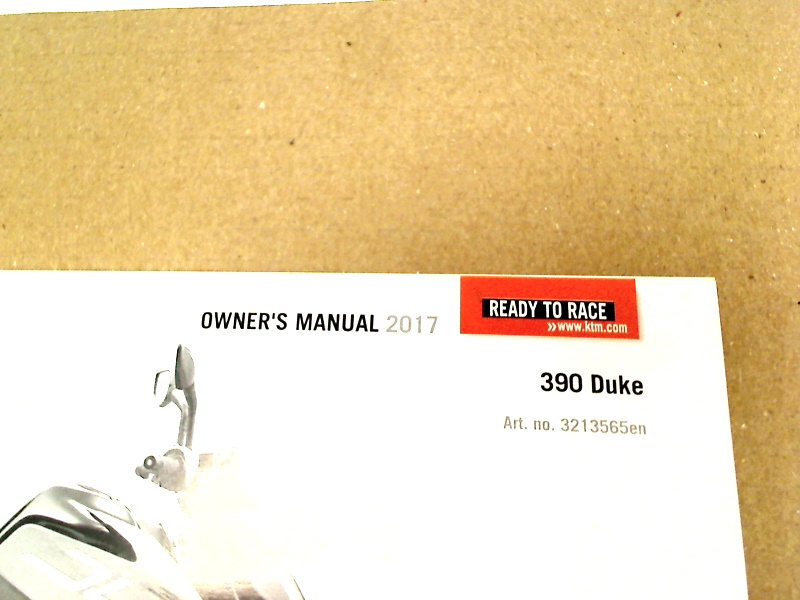 OWNER'S MANUAL 2017
READY TO RACE
»www.ktm.com
390 Duke
Art. no. 3213565en